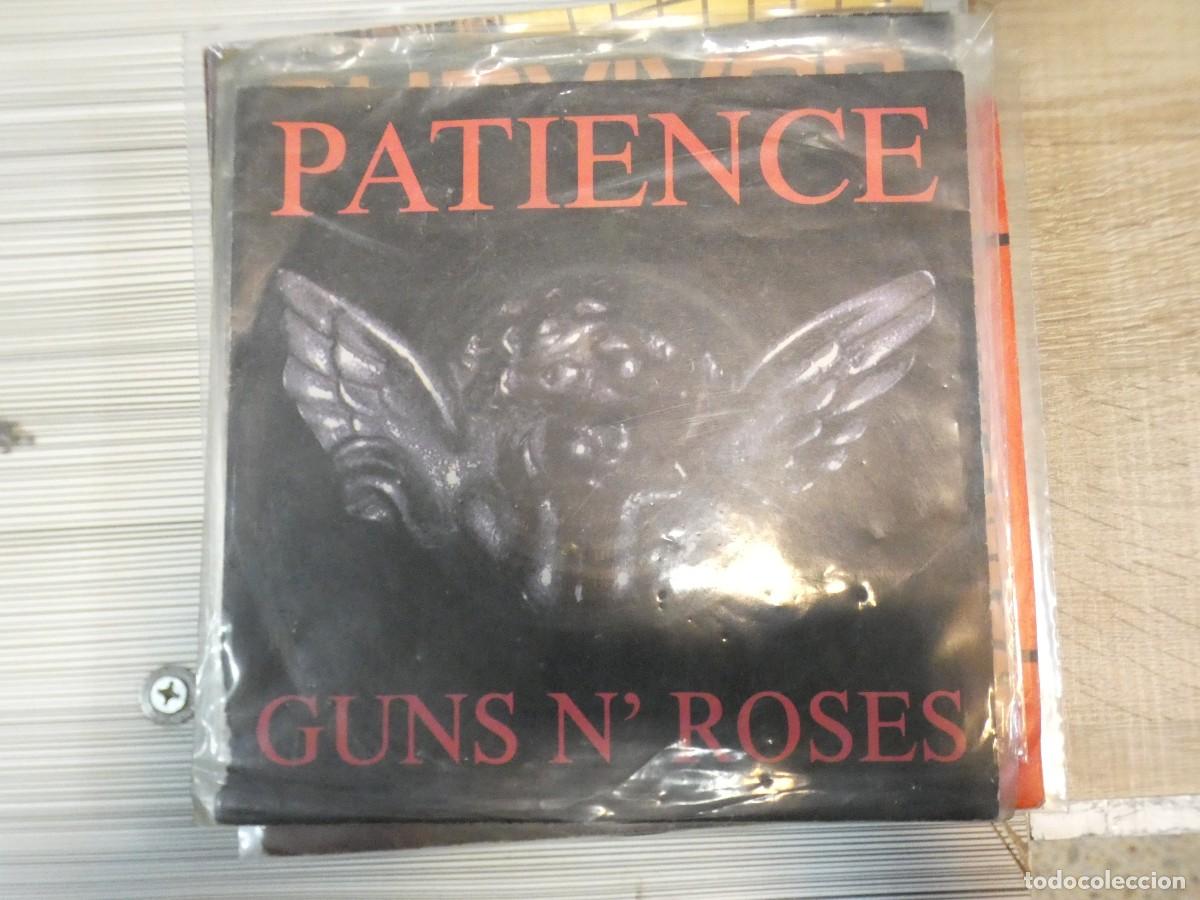 PATIENCE
GUNS N' ROSES
todocoleccion